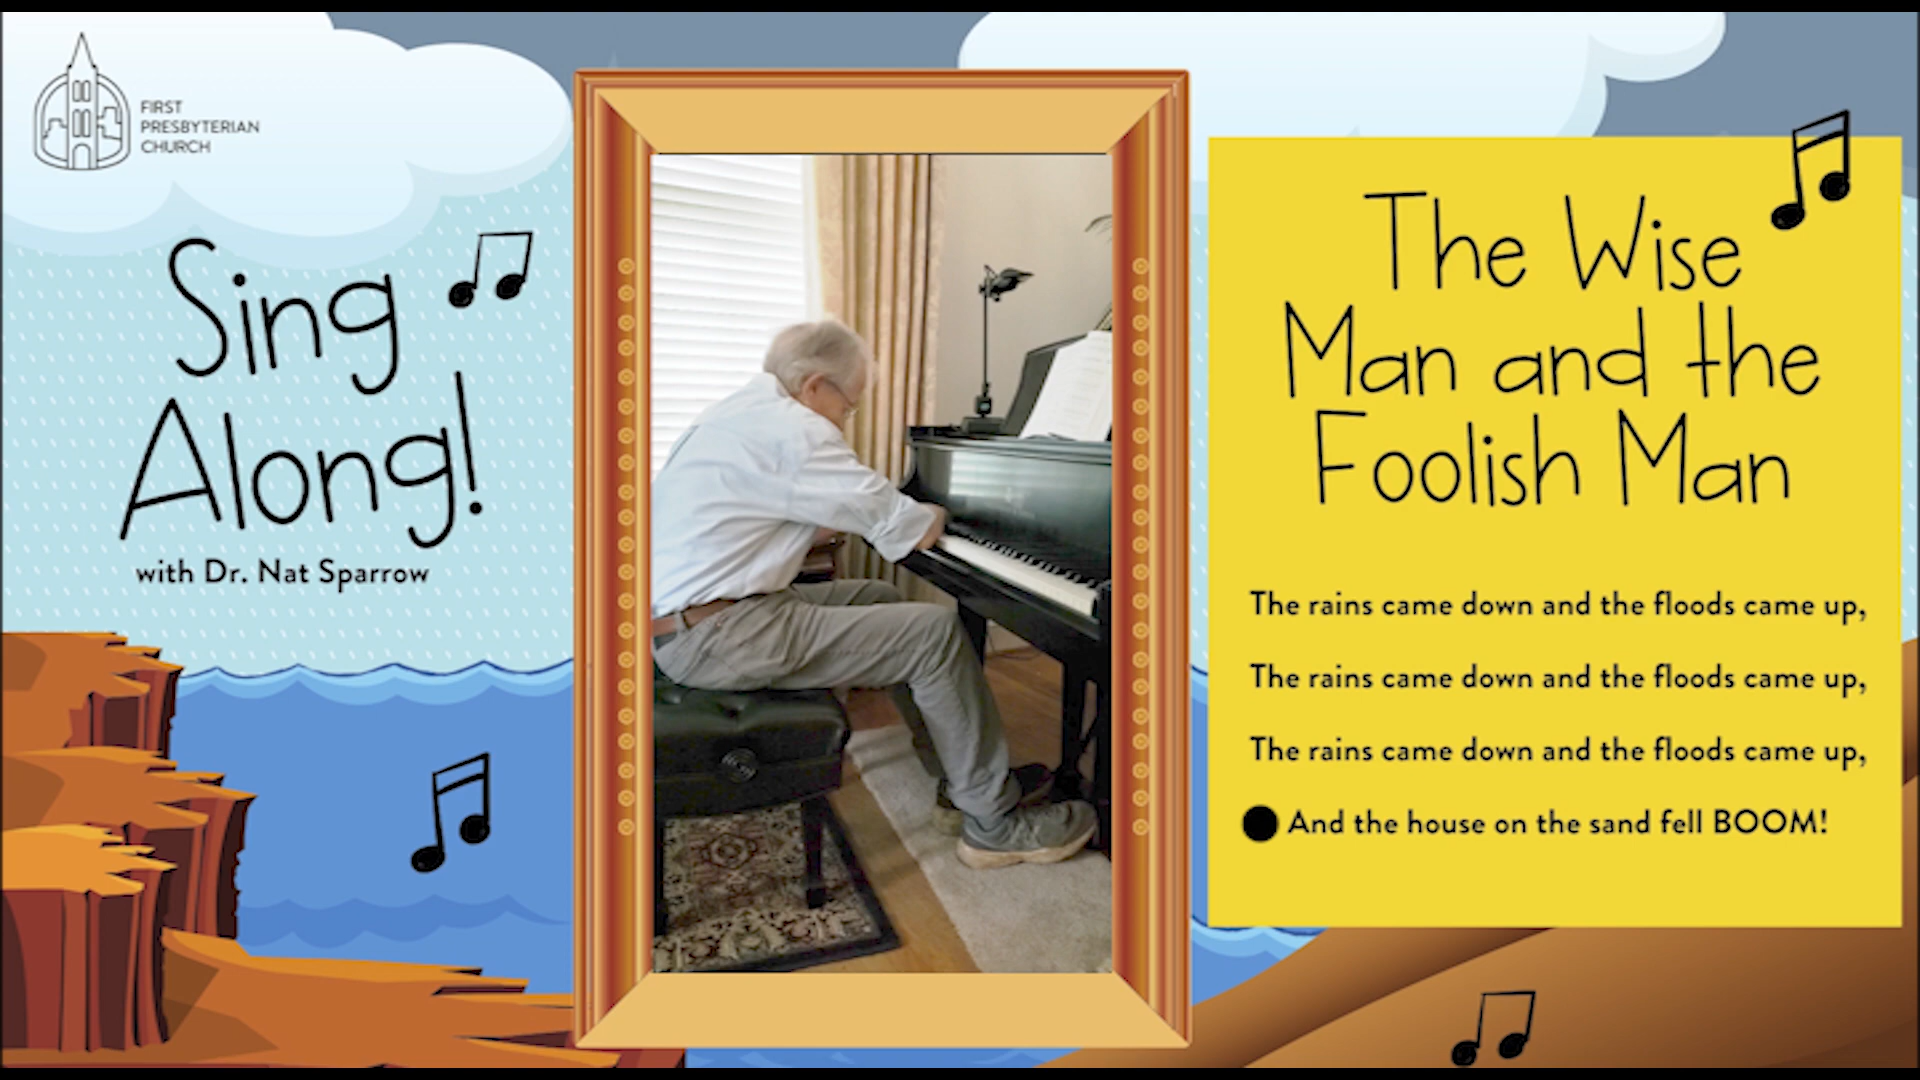 FIRST
PRESBYTERIAN
CHURCH
Sing
Along!
with Dr. Nat Sparrow
The Wise
Man and the
Foolish Man
The rains came down and the floods came up,
The rains came down and the floods came up,
The rains came down and the floods came up,
And the house on the sand fell BOOM!